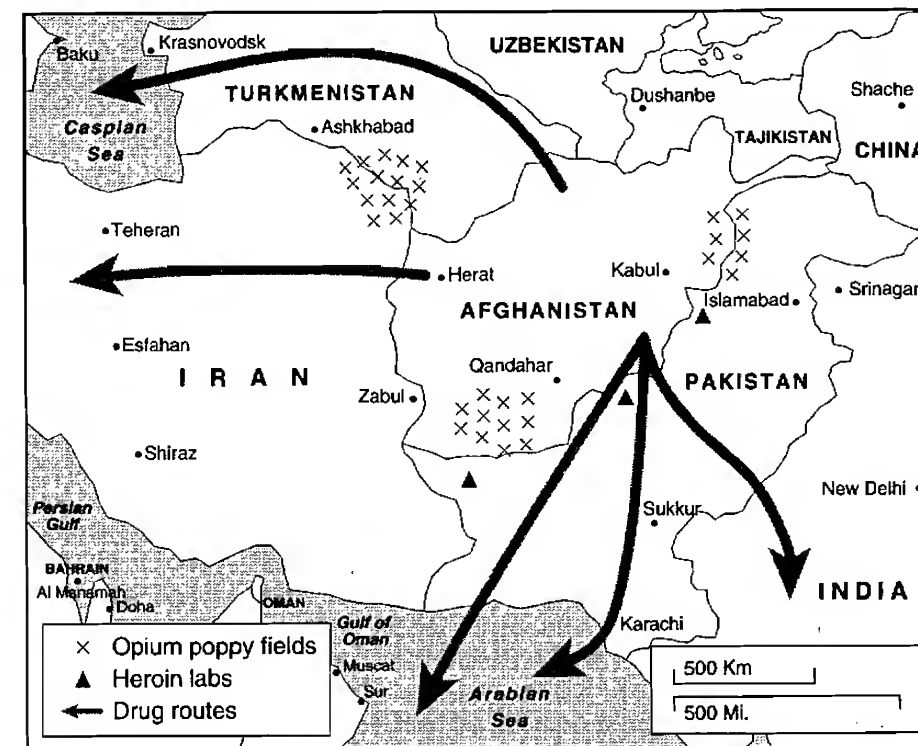 Baku
Krasnovodsk
UZBEKISTAN
Dushanbe
Shache
TURKMENISTAN
Ashkhabad
TAJIKISTAN
CHINA
Caspian
Sea
Teheran
Herat
Kabul
Islamabad
Srinagar
AFGHANISTAN
Esfahan
IRAN
Qandahar
PAKISTAN
Zabul
Shiraz
New Delhi
Sukkur
Persian
Gulf
BAHRAIN
Al Manamah
Doha
OMAN
INDIA
Gulf of
Oman
Karachi
Muscat
Sur
Arabian
Sea
Opium poppy fields
Heroin labs
Drug routes
500 Km
500 Mi.